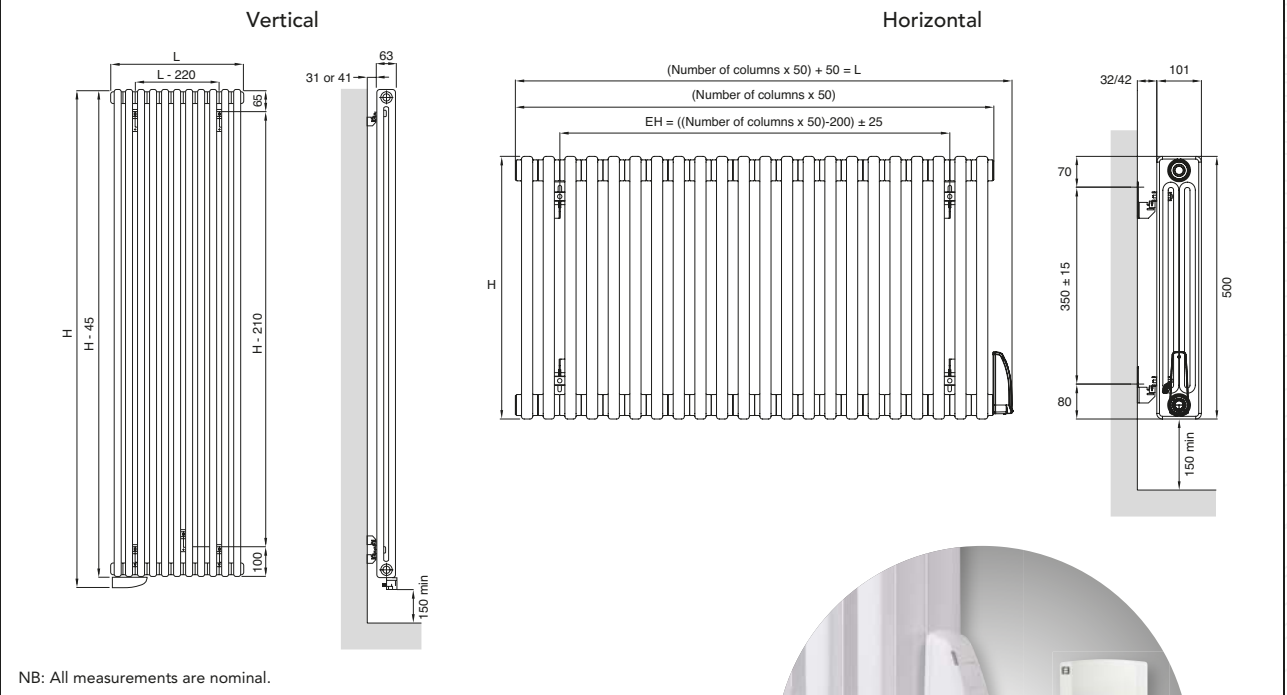 Vertical
Horizontal
L
L - 220
65
H
H - 45
H - 210
100
31 or 41
63
150 min
(Number of columns x 50) + 50 = L
(Number of columns x 50)
EH = ((Number of columns x 50)-200) ± 25
H
32/42
101
70
350 ± 15
500
80
150 min
NB: All measurements are nominal.